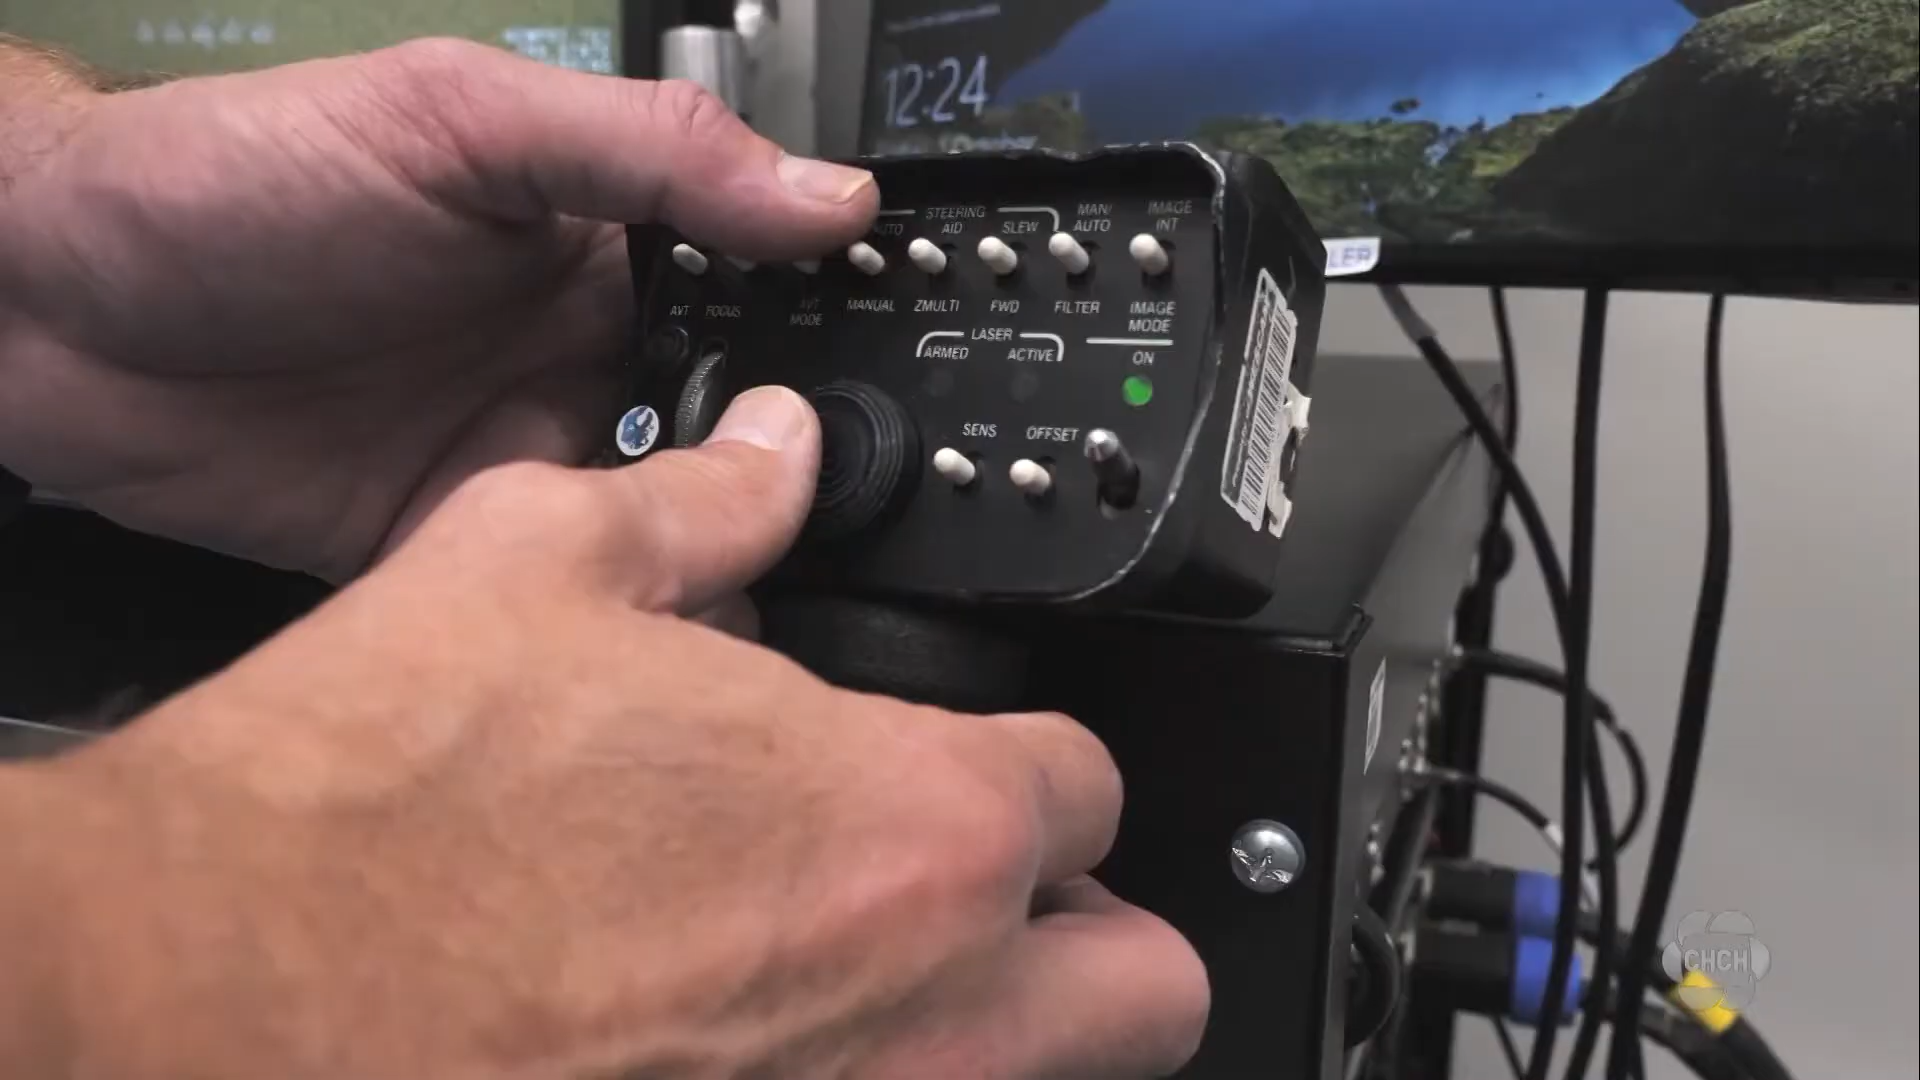 12:24
STEERING
MAN/
AUTO
IMAGE
INT
AID
SLEW
LER
AVT
FOCUS
AVT
MODE
MANUAL
ZMULTI
FWD
FILTER
IMAGE
MODE
LASER
ARMED
ACTIVE
ON
SENS
OFFSET
CHCH